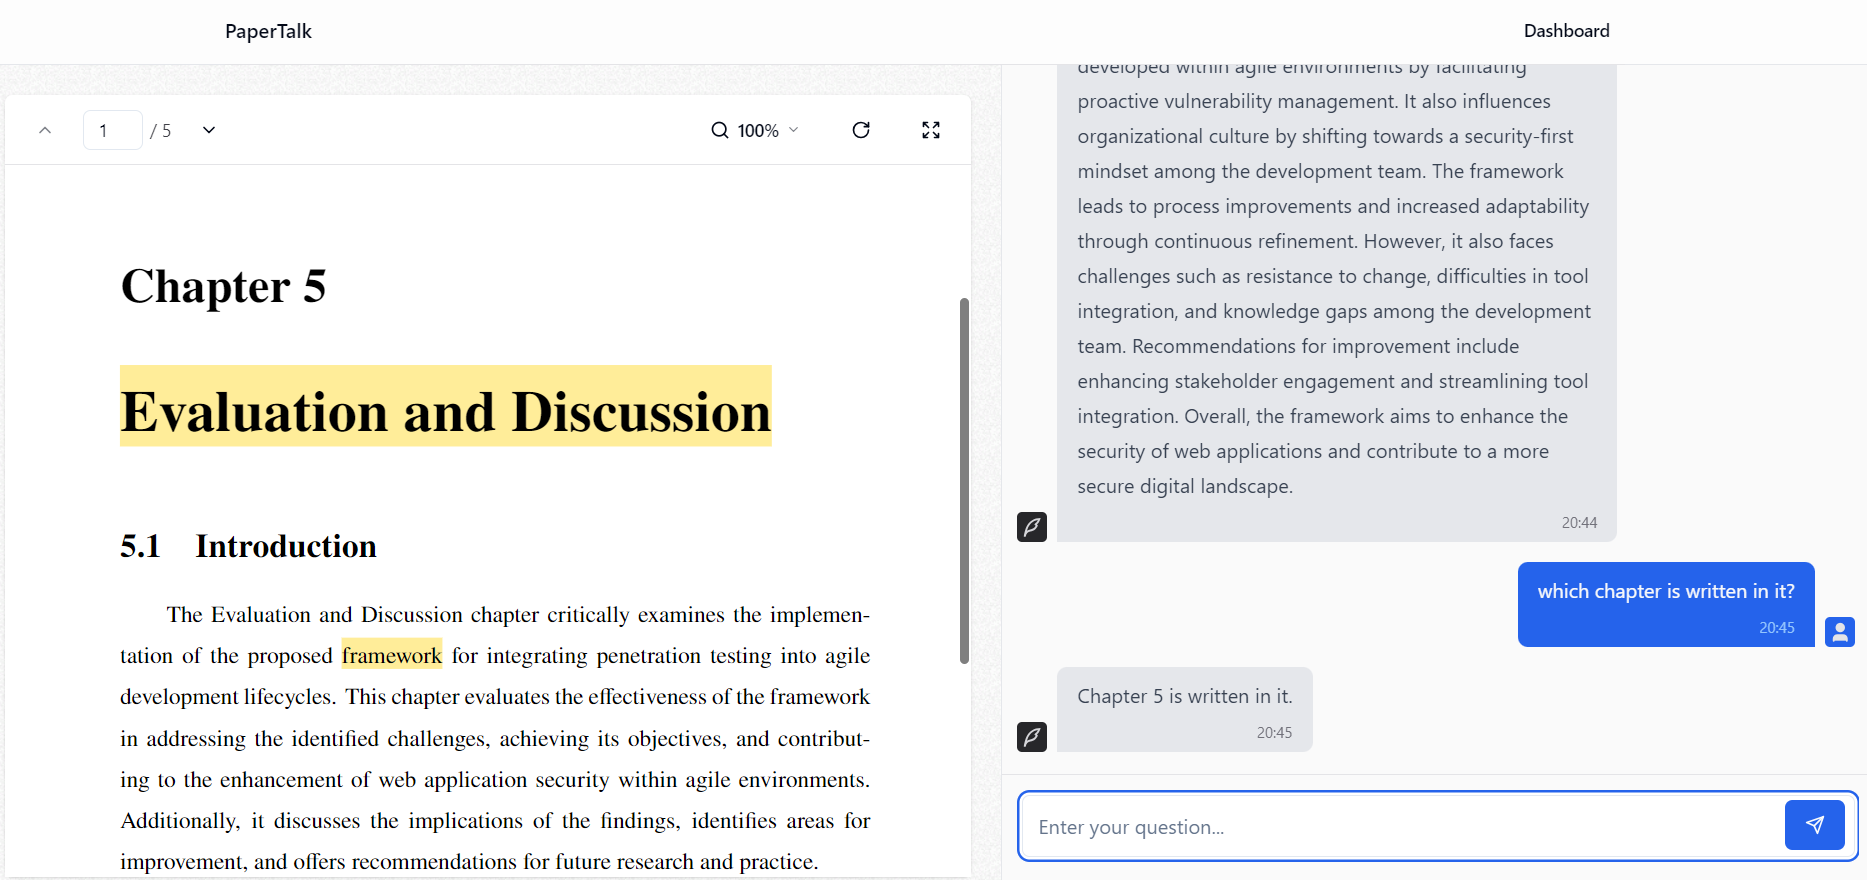 PaperTalk
Dashboard
1 / 5
100%
Chapter 5
Evaluation and Discussion
5.1 Introduction
The Evaluation and Discussion chapter critically examines the implemen-
tation of the proposed framework for integrating penetration testing into agile
development lifecycles. This chapter evaluates the effectiveness of the framework
in addressing the identified challenges, achieving its objectives, and contribut-
ing to the enhancement of web application security within agile environments.
Additionally, it discusses the implications of the findings, identifies areas for
improvement, and offers recommendations for future research and practice.
developed within agile environments by facilitating
proactive vulnerability management. It also influences
organizational culture by shifting towards a security-first
mindset among the development team. The framework
leads to process improvements and increased adaptability
through continuous refinement. However, it also faces
challenges such as resistance to change, difficulties in tool
integration, and knowledge gaps among the development
team. Recommendations for improvement include
enhancing stakeholder engagement and streamlining tool
integration. Overall, the framework aims to enhance the
security of web applications and contribute to a more
secure digital landscape.
20:44
which chapter is written in it?
20:45
Chapter 5 is written in it.
20:45
Enter your question...